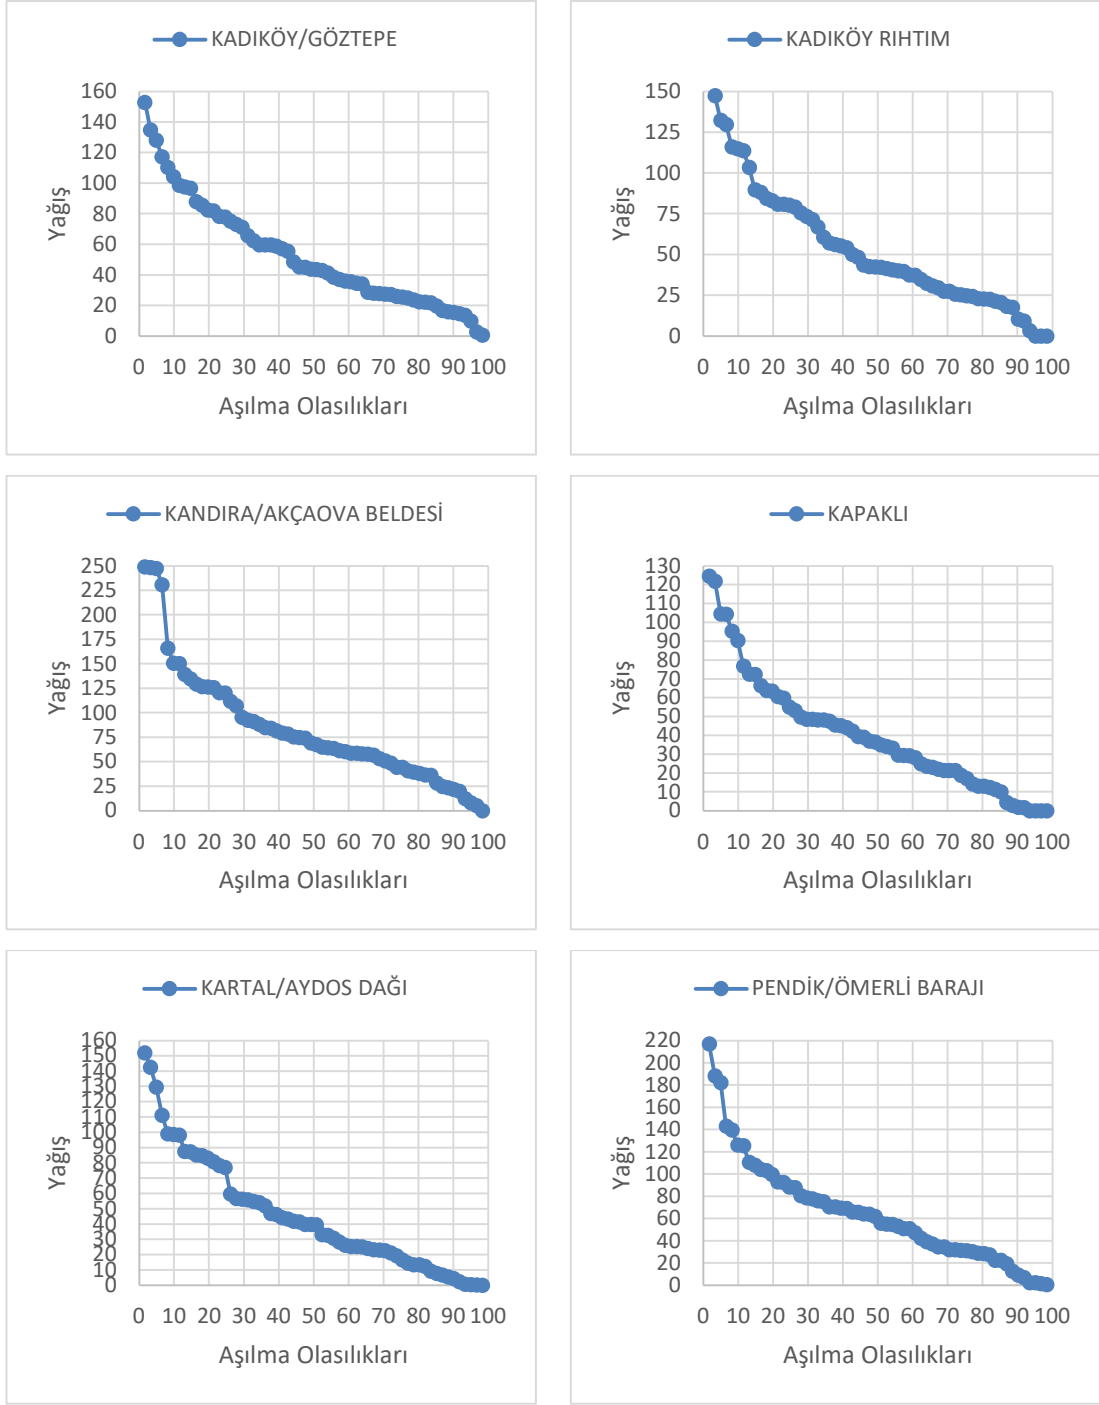 KADIKÖY/GÖZTEPE
160
140
120
100
80
60
40
20
0
Yağış
0 10 20 30 40 50 60 70 80 90 100
Aşılma Olasılıkları
KADIKÖY RIHTIM
150
125
100
75
50
25
0
Yağış
0 10 20 30 40 50 60 70 80 90 100
Aşılma Olasılıkları
KANDIRA/AKÇAOVA BELDESİ
250
225
200
175
150
125
100
75
50
25
0
Yağış
0 10 20 30 40 50 60 70 80 90 100
Aşılma Olasılıkları
KAPAKLI
130
120
110
100
90
80
70
60
50
40
30
20
10
0
Yağış
0 10 20 30 40 50 60 70 80 90 100
Aşılma Olasılıkları
KARTAL/AYDOS DAĞI
160
150
140
130
120
110
100
90
80
70
60
50
40
30
20
10
0
Yağış
0 10 20 30 40 50 60 70 80 90 100
Aşılma Olasılıkları
PENDİK/ÖMERLİ BARAJI
220
200
180
160
140
120
100
80
60
40
20
0
Yağış
0 10 20 30 40 50 60 70 80 90 100
Aşılma Olasılıkları